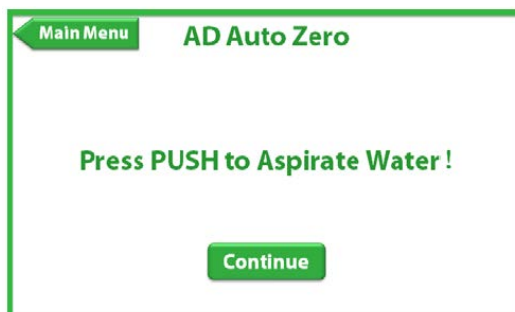 Main Menu
AD Auto Zero
Press PUSH to Aspirate Water !
Continue